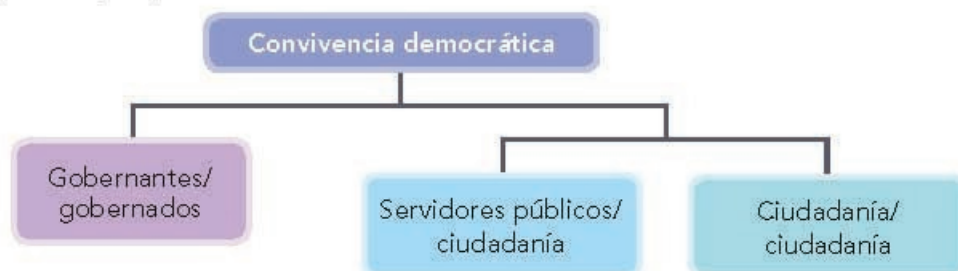 Convivencia democrática
Gobernantes/
gobernados
Servidores públicos/
ciudadanía
Ciudadanía/
ciudadanía